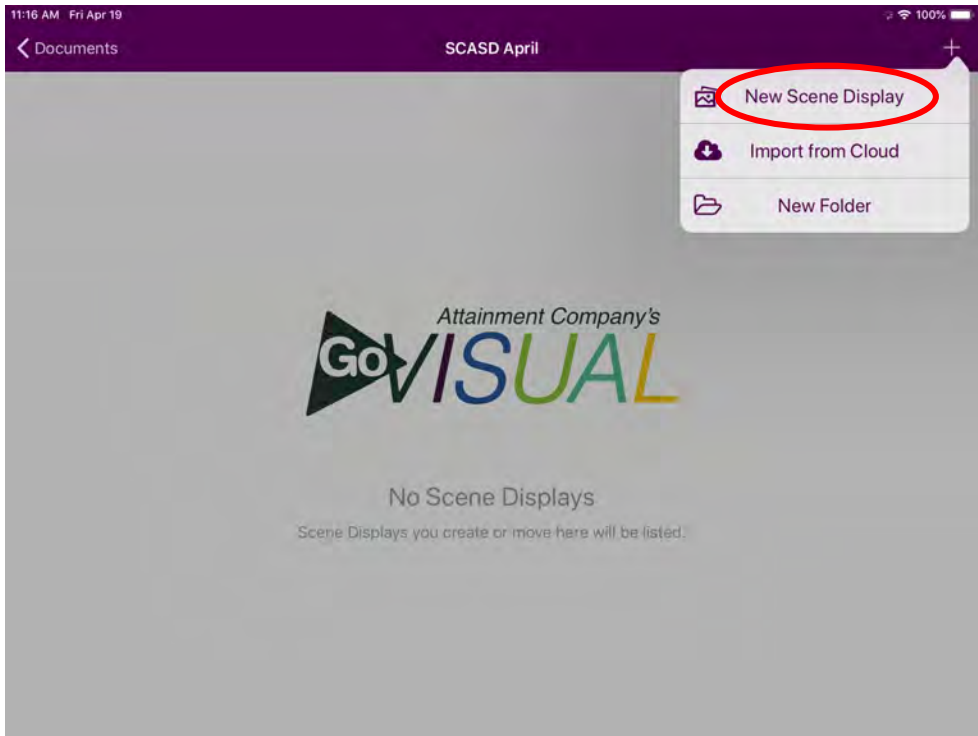 11:16 AM Fri Apr 19
100%
Documents
SCASD April
New Scene Display
Import from Cloud
New Folder
Attainment Company's
GoVISUAL
No Scene Displays
Scene Displays you create or move here will be listed.